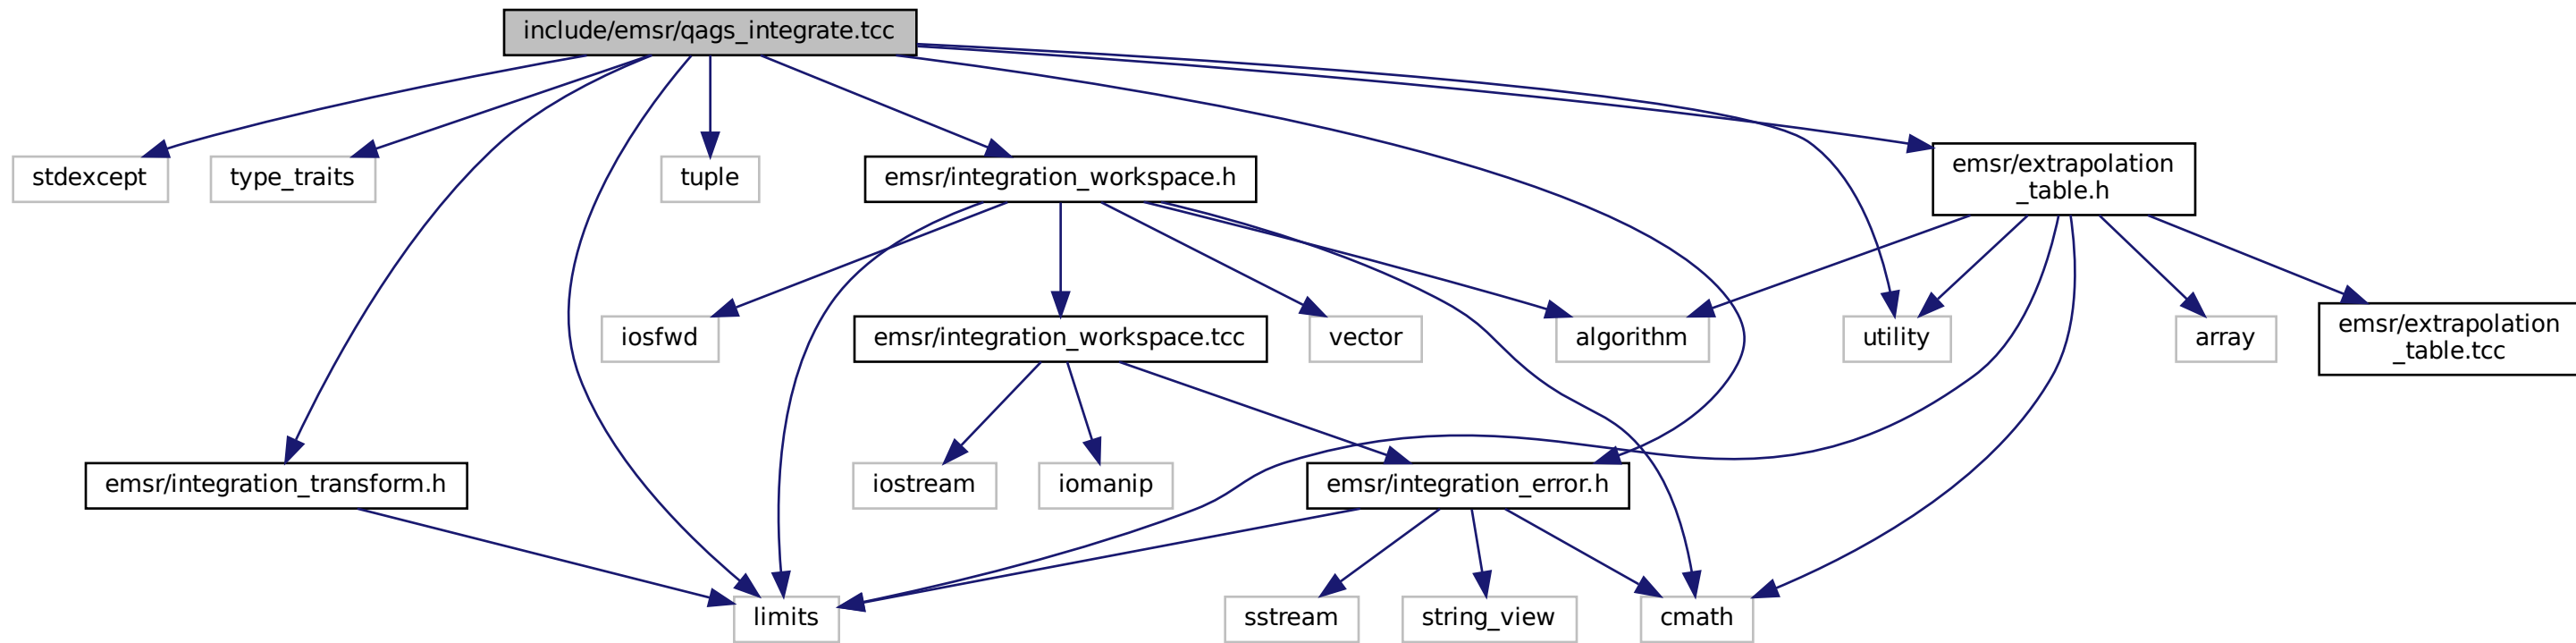 include/emsr/qags_integrate.tcc
stdexcept
type_traits
tuple
emsr/integration_workspace.h
emsr/extrapolation
_table.h
iosfwd
emsr/integration_workspace.tcc
vector
algorithm
utility
array
emsr/extrapolation
_table.tcc
emsr/integration_transform.h
iostream
iomanip
emsr/integration_error.h
limits
sstream
string_view
cmath